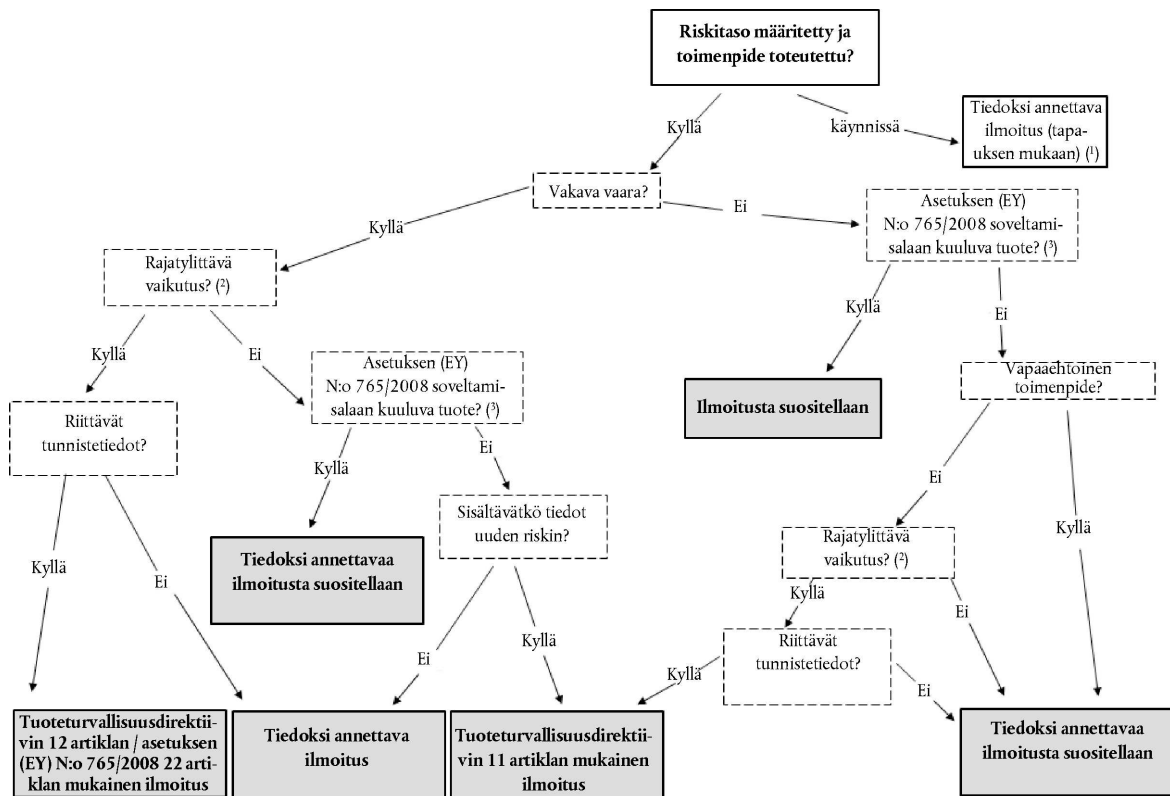 Riskitaso määritetty ja
toimenpide toteutettu?
Kyllä
käynnissä
Tiedoksi annettava
ilmoitus (tapa-
uksen mukaan) (¹)
Vakava vaara?
Kyllä
Ei
Asetuksen (EY)
N:o 765/2008 soveltami-
salaan kuuluva tuote? (³)
Rajatylittävä
vaikutus? (²)
Kyllä
Ei
Kyllä
Ei
Asetuksen (EY)
N:o 765/2008 soveltami-
salaan kuuluva tuote? (³)
Ilmoitusta suositellaan
Vapaaehtoinen
toimenpide?
Riittävät
tunnistetiedot?
Kyllä
Ei
Ei
Kyllä
Sisältävätkö tiedot
uuden riskin?
Tiedoksi annettavaa
ilmoitusta suositellaan
Rajatylittävä
vaikutus? (²)
Kyllä
Ei
Ei
Kyllä
Kyllä
Ei
Riittävät
tunnistetiedot?
Kyllä
Ei
Tuoteturvallisuusdirektii-
vin 12 artiklan / asetuksen
(EY) N:o 765/2008 22 arti-
klan mukainen ilmoitus
Tiedoksi annettava
ilmoitus
Tuoteturvallisuusdirektii-
vin 11 artiklan mukainen
ilmoitus
Tiedoksi annettavaa
ilmoitusta suositellaan